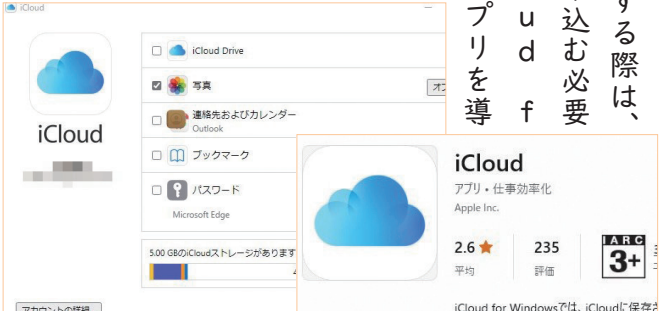 する際は、
込む必要
u d f
プリを導
iCloud
iCloud
iCloud Drive
写真
連絡先およびカレンダー
Outlook
ブックマーク
パスワード
Microsoft Edge
5.00 GBのiCloudストレージがあります
アカウントの詳細
iCloud
アプリ・仕事効率化
Apple Inc.
2.6★ 235
平均 評価
IARC
3+
iCloud for Windowsでは、iCloudに保存